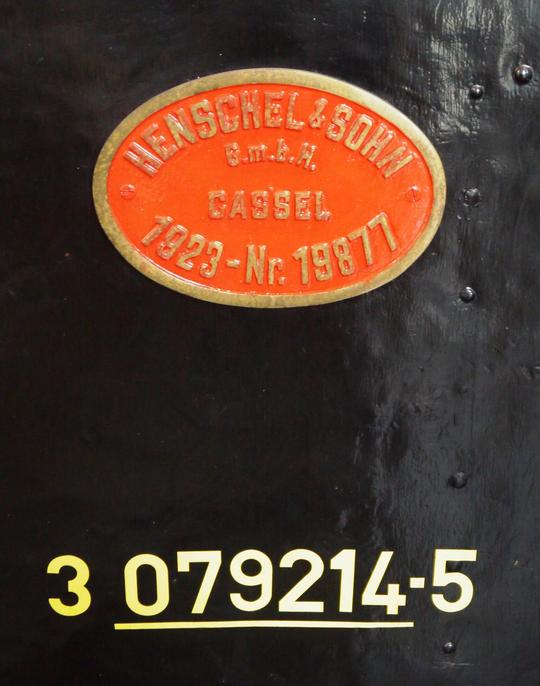 HENSCHEL & SOHN
G.m.b.H.
CASSEL
1923 - Nr. 19877
3 079214-5